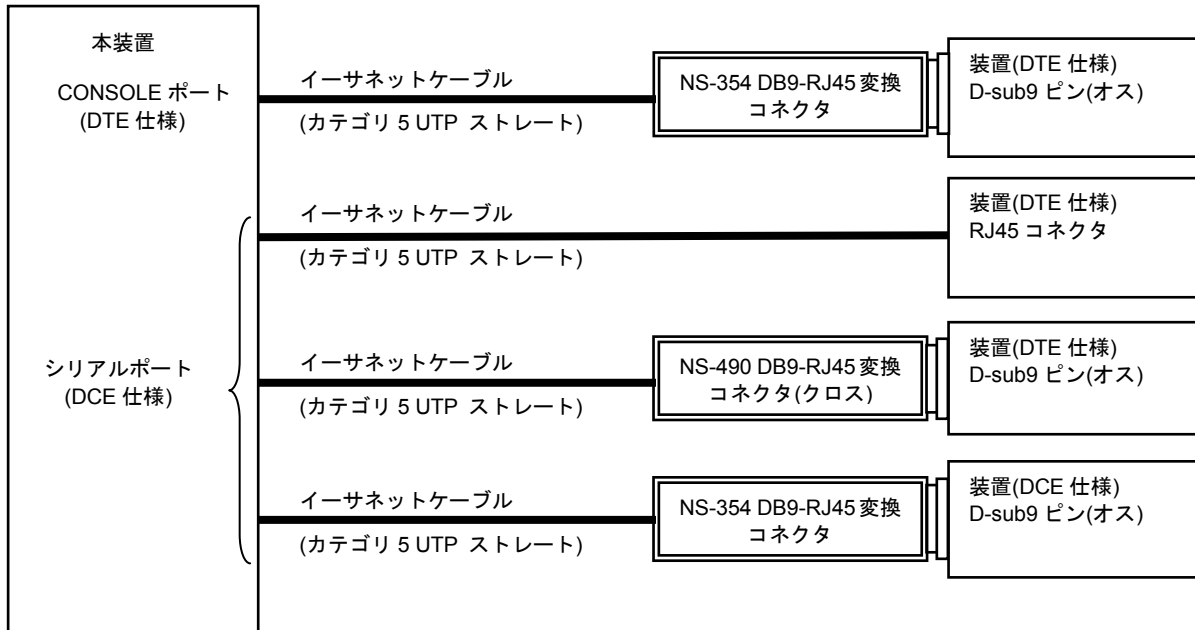 本装置
CONSOLE ポート
(DTE 仕様)
イーサネットケーブル
(カテゴリ 5 UTP ストレート)
NS-354 DB9-RJ45 変換
コネクタ
装置(DTE 仕様)
D-sub9 ピン(オス)
イーサネットケーブル
(カテゴリ 5 UTP ストレート)
装置(DTE 仕様)
RJ45 コネクタ
シリアルポート
(DCE 仕様)
イーサネットケーブル
(カテゴリ 5 UTP ストレート)
NS-490 DB9-RJ45 変換
コネクタ(クロス)
装置(DTE 仕様)
D-sub9 ピン(オス)
イーサネットケーブル
(カテゴリ 5 UTP ストレート)
NS-354 DB9-RJ45 変換
コネクタ
装置(DCE 仕様)
D-sub9 ピン(オス)